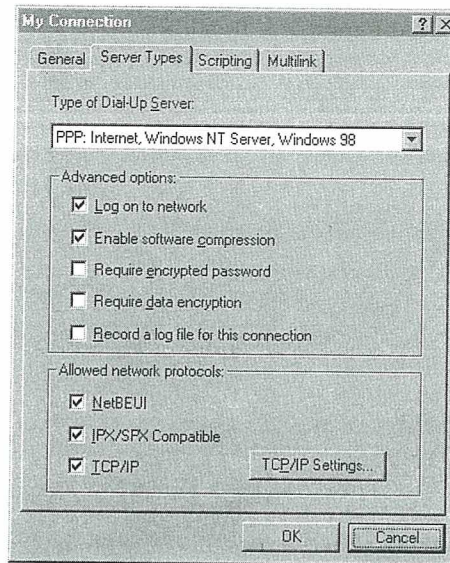 My Connection
General Server Types Scripting Multilink
Type of Dial-Up Server:
PPP: Internet, Windows NT Server, Windows 98
Advanced options:
Log on to network
Enable software compression
Require encrypted password
Require data encryption
Record a log file for this connection
Allowed network protocols:
NetBEUI
IPX/SPX Compatible
TCP/IP TCP/IP Settings...
OK Cancel